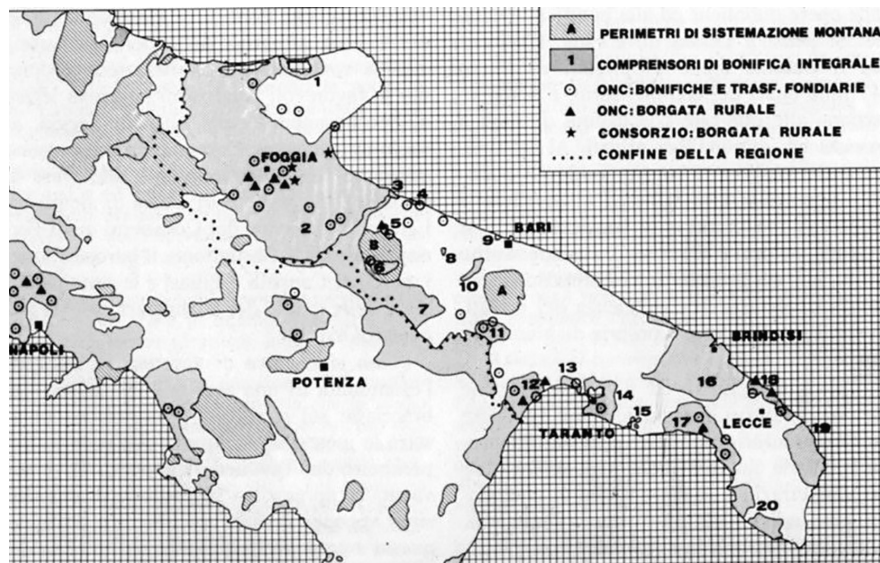 A PERIMETRI DI SISTEMAZIONE MONTANA
1 COMPRENSORI DI BONIFICA INTEGRALE
ONC: BONIFICHE E TRASF. FONDIARIE
ONC: BORGATA RURALE
CONSORZIO: BORGATA RURALE
CONFINE DELLA REGIONE
1
FOGGIA
3
4
2
5
B
6
BARI
9
8
10
A
7
11
NAPOLI
POTENZA
BRINDISI
13
12
14
16
18
15
TARANTO
17
LECCE
19
20